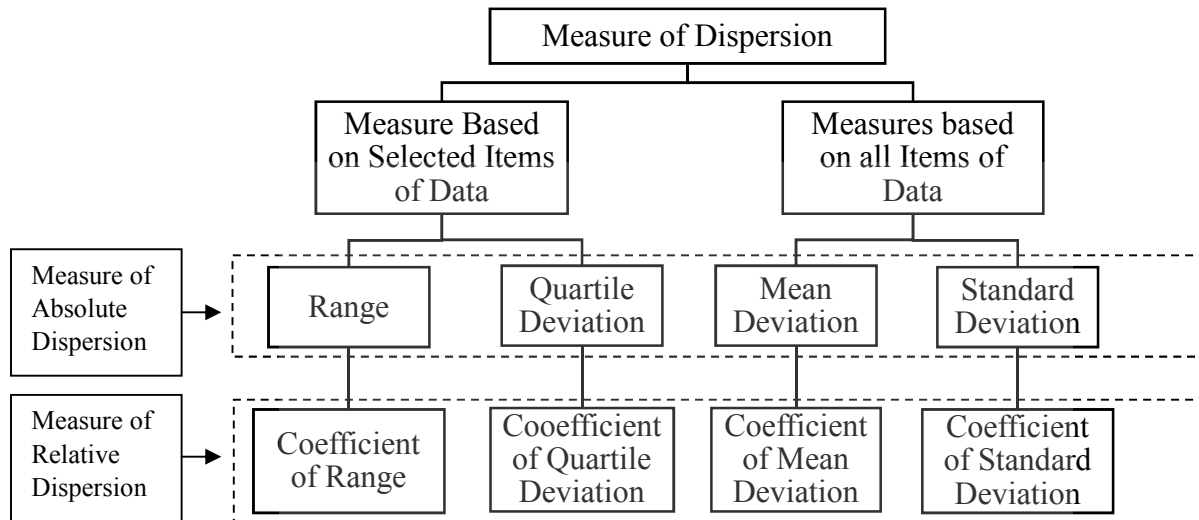 Measure of Dispersion
Measure Based
on Selected Items
of Data
Measures based
on all Items of
Data
Measure of
Absolute
Dispersion
Range
Quartile
Deviation
Mean
Deviation
Standard
Deviation
Measure of
Relative
Dispersion
Coefficient
of Range
Cooefficient
of Quartile
Deviation
Coefficient
of Mean
Deviation
Coefficient
of Standard
Deviation